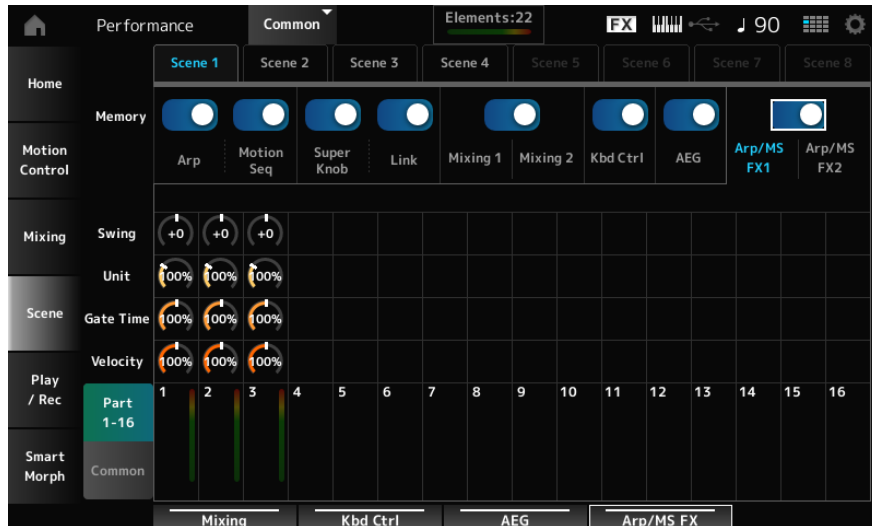 Performance
Common
Elements:22
FX
♩ 90
Scene 1
Scene 2
Scene 3
Scene 4
Scene 5
Scene 6
Scene 7
Scene 8
Home
Memory
Motion
Control
Arp
Motion
Seq
Super
Knob
Link
Mixing 1
Mixing 2
Kbd Ctrl
AEG
Arp/MS
FX1
Arp/MS
FX2
Mixing
Swing
+0 +0 +0
Unit
100% 100% 100%
Scene
Gate Time
100% 100% 100%
Velocity
100% 100% 100%
Play
/ Rec
Part
1-16
1 2 3 4 5 6 7 8 9 10 11 12 13 14 15 16
Smart
Morph
Common
Mixing
Kbd Ctrl
AEG
Arp/MS FX